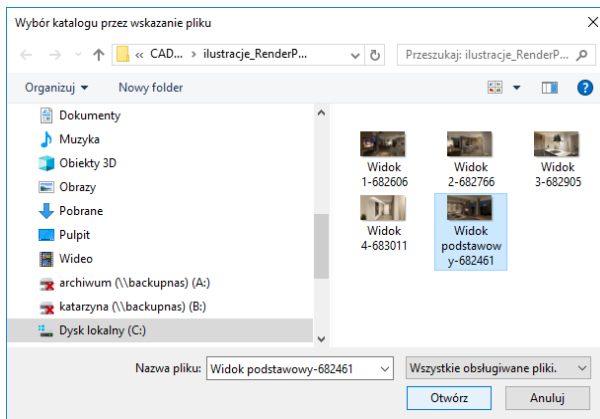 Wybór katalogu przez wskazanie pliku
« CAD... › ilustracje_RenderP...
Przeszukaj: ilustracje_RenderP...
Organizuj
Nowy folder
Dokumenty
Muzyka
Obiekty 3D
Obrazy
Pobrane
Pulpit
Wideo
archiwum (\\backupnas) (A:)
katarzyna (\\backupnas) (B:)
Dysk lokalny (C:)
Widok
1-682606
Widok
2-682766
Widok
3-682905
Widok
4-683011
Widok
podstawow
y-682461
Nazwa pliku:
Widok podstawowy-682461
Wszystkie obsługiwane pliki.
Otwórz
Anuluj